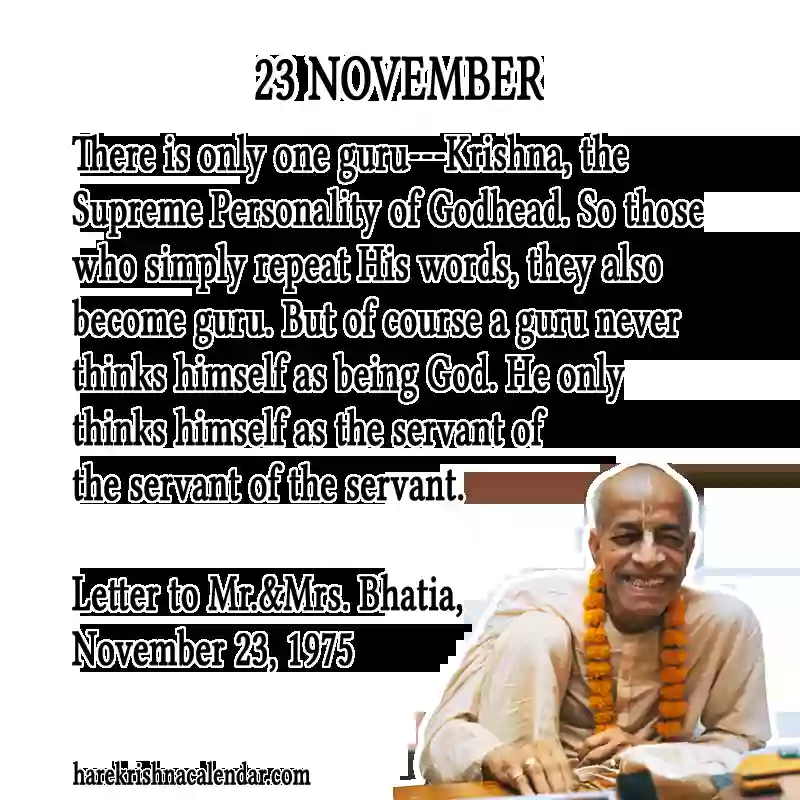 23 NOVEMBER
There is only one guru---Krishna, the
Supreme Personality of Godhead. So those
who simply repeat His words, they also
become guru. But of course a guru never
thinks himself as being God. He only
thinks himself as the servant of
the servant of the servant.
Letter to Mr.&Mrs. Bhatia,
November 23, 1975
harekrishnacalendar.com